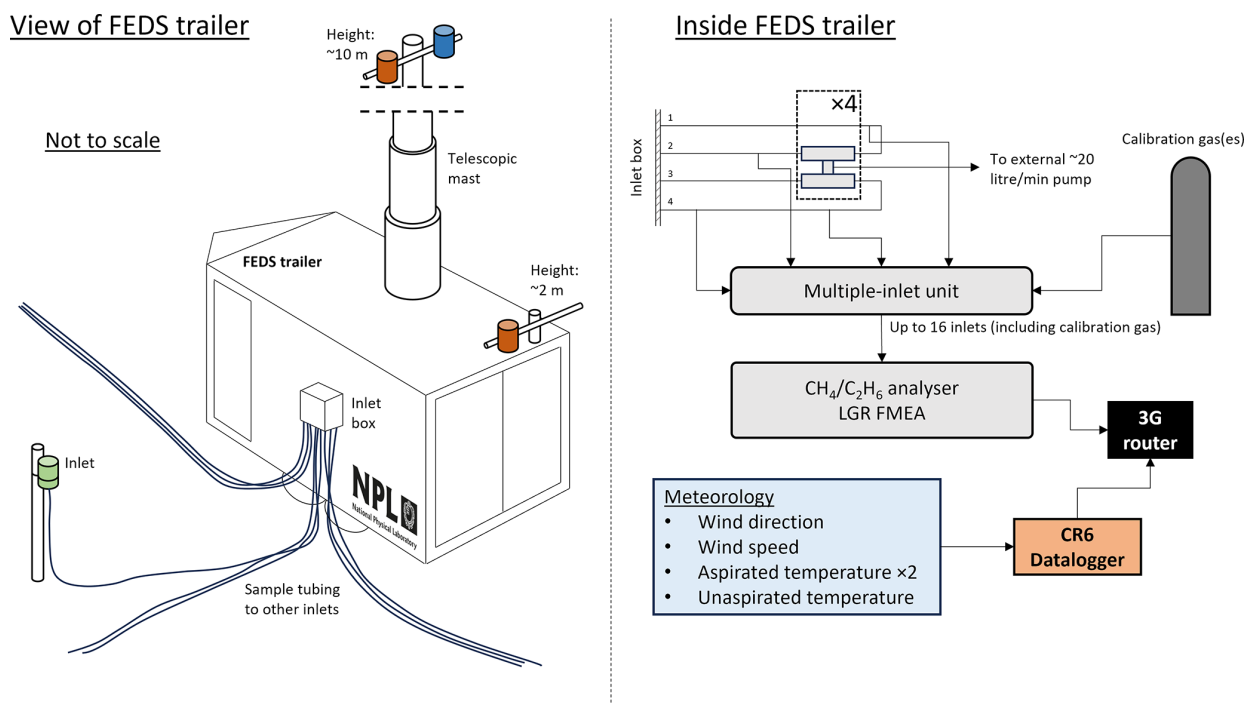 View of FEDS trailer
Height:
~10 m
Not to scale
Telescopic
mast
FEDS trailer
Height:
~2 m
Inlet
box
Inlet
NPL
National Physical Laboratory
Sample tubing
to other inlets
Inside FEDS trailer
×4
Inlet box
1
2
3
4
To external ~20
litre/min pump
Calibration gas(es)
Multiple-inlet unit
Up to 16 inlets (including calibration gas)
CH₄/C₂H₆ analyser
LGR FMEA
3G
router
Meteorology
• Wind direction
• Wind speed
• Aspirated temperature ×2
• Unaspirated temperature
CR6
Datalogger